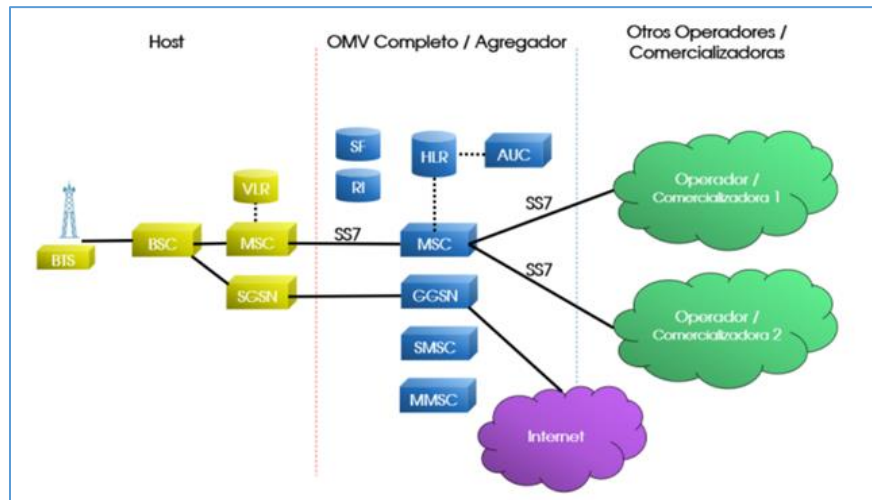 Host
OMV Completo / Agregador
Otros Operadores /
Comercializadoras
SF
HLR
AUC
RI
VLR
Operador /
Comercializadora 1
SS7
BTS
BSC
MSC
SS7
MSC
SS7
SGSN
GGSN
Operador /
Comercializadora 2
SMSC
MMSC
Internet